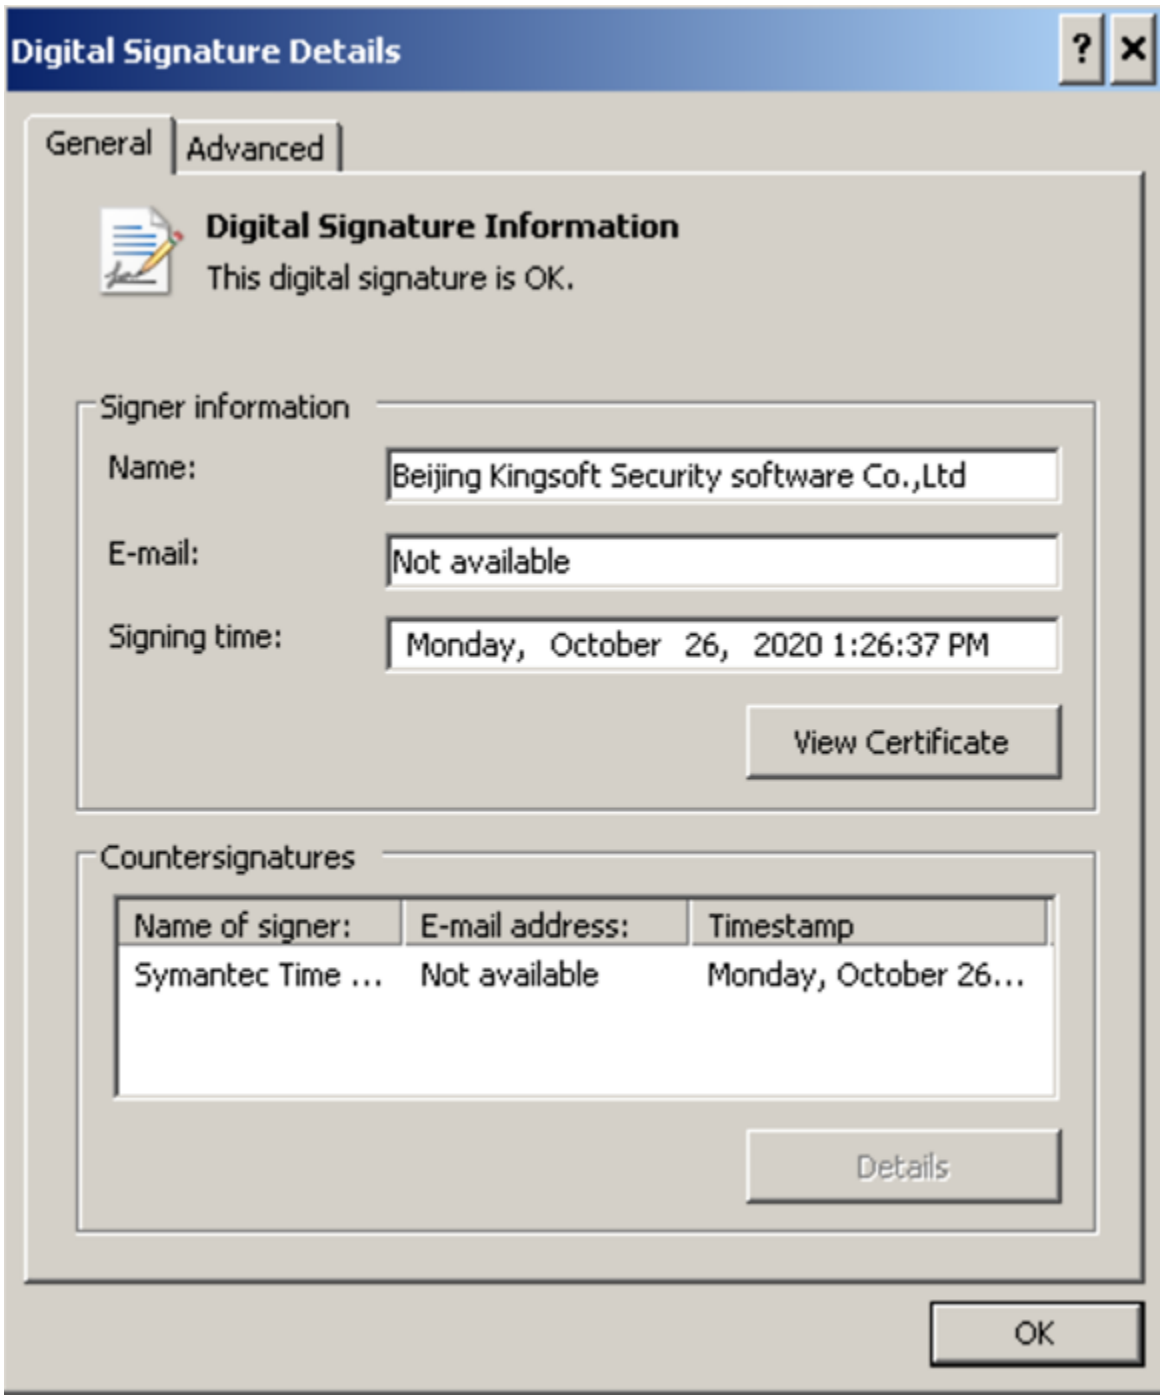 Digital Signature Details
General
Advanced
Digital Signature Information
This digital signature is OK.
Signer information
Name: Beijing Kingsoft Security software Co.,Ltd
E-mail: Not available
Signing time: Monday, October 26, 2020 1:26:37 PM
View Certificate
Countersignatures
Name of signer: E-mail address: Timestamp
Symantec Time ... Not available Monday, October 26...
Details
OK